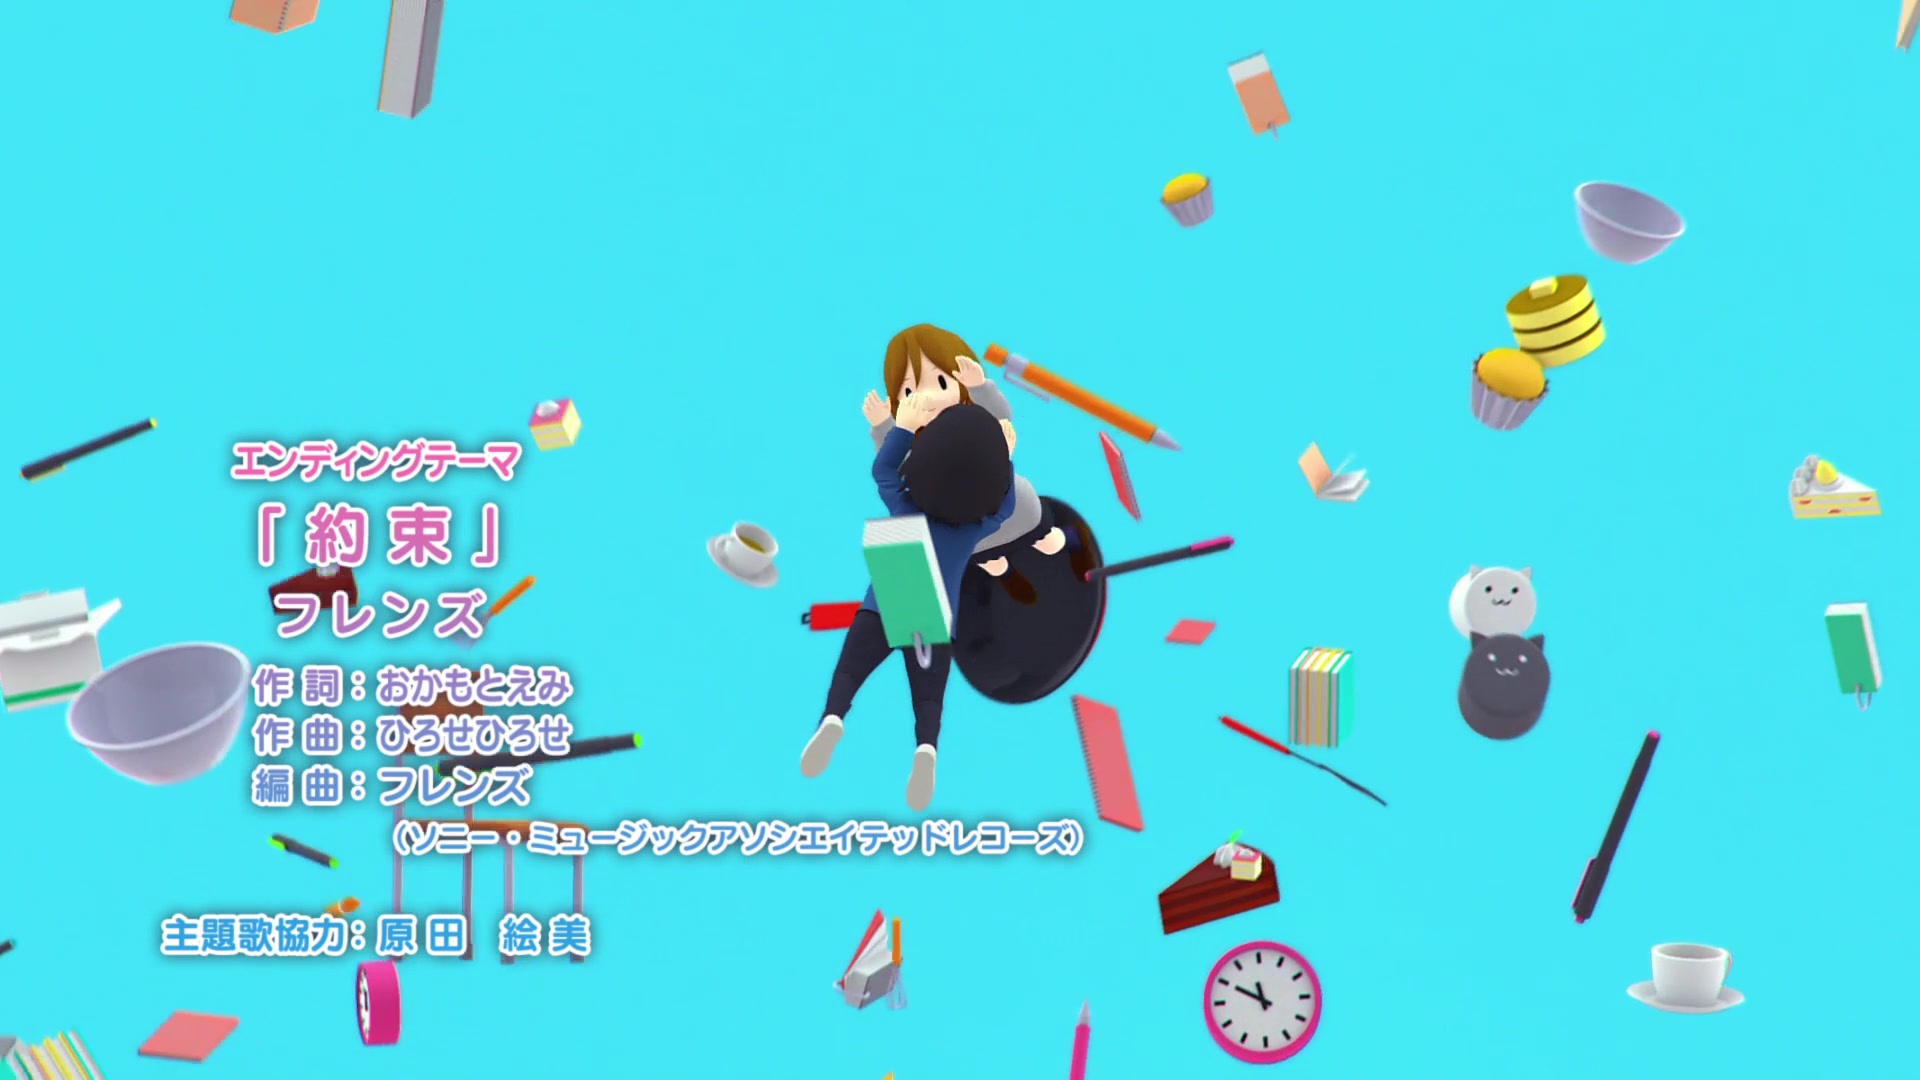 エンディングテーマ
「約束」
フレンズ
作詞：おかもとえみ
作曲：ひろせひろせ
編曲：フレンズ
（ソニー・ミュージックアソシエイテッドレコーズ）
主題歌協力：原田　絵美